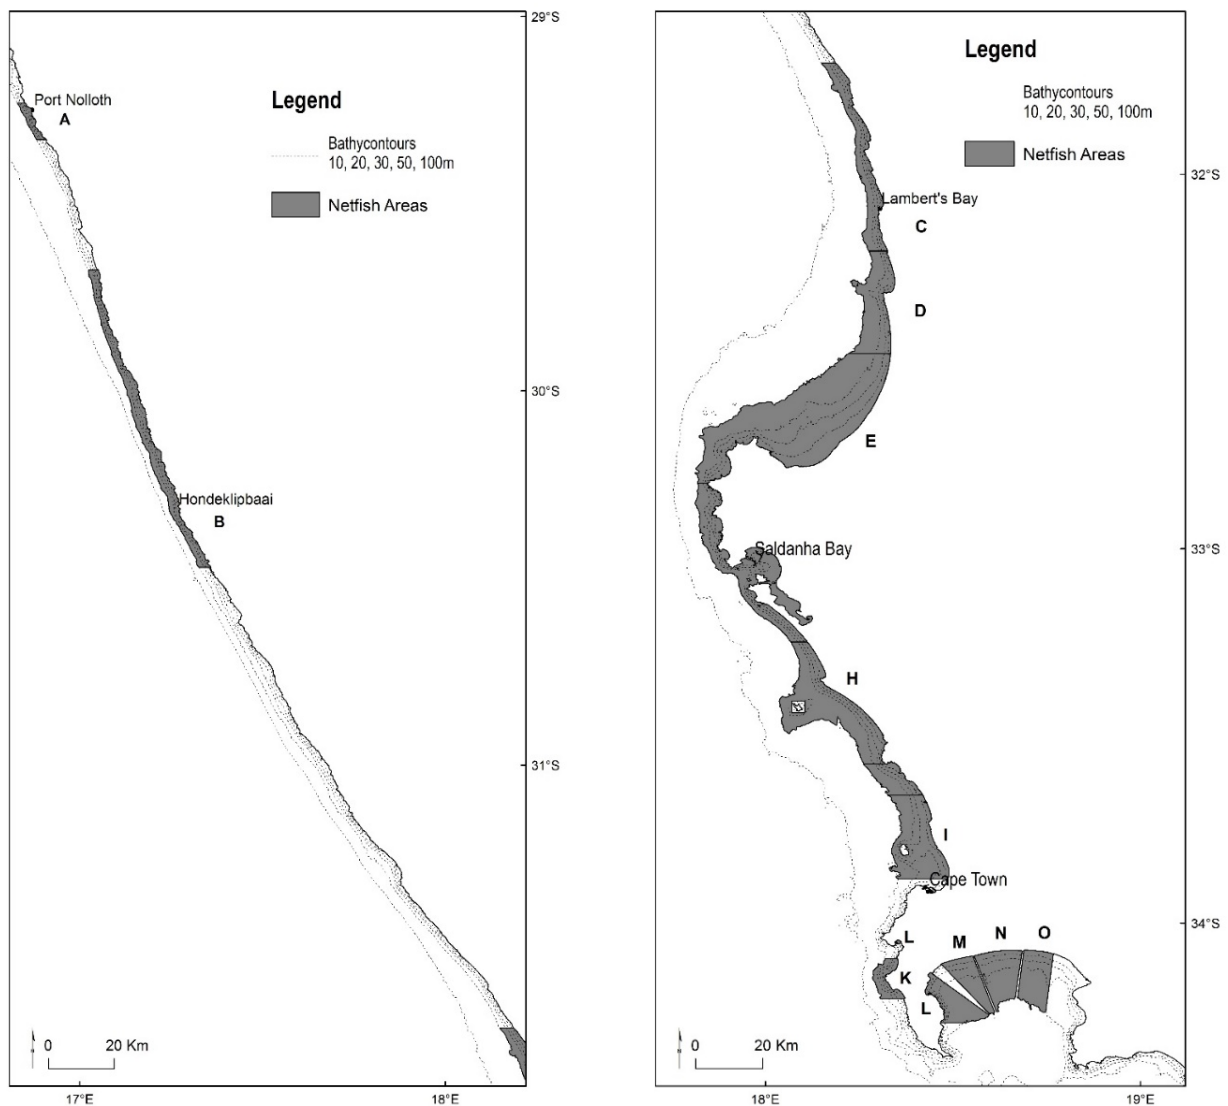 29°S
Port Nolloth
A
Legend
Bathycontours
10, 20, 30, 50, 100m
Netfish Areas
30°S
Hondeklipbaai
B
31°S
0 20 Km
17°E
18°E
Legend
Bathycontours
10, 20, 30, 50, 100m
Netfish Areas
32°S
Lambert's Bay
C
D
E
33°S
Saldanha Bay
H
I
Cape Town
34°S
L
M
N
O
K
L
0 20 Km
18°E
19°E